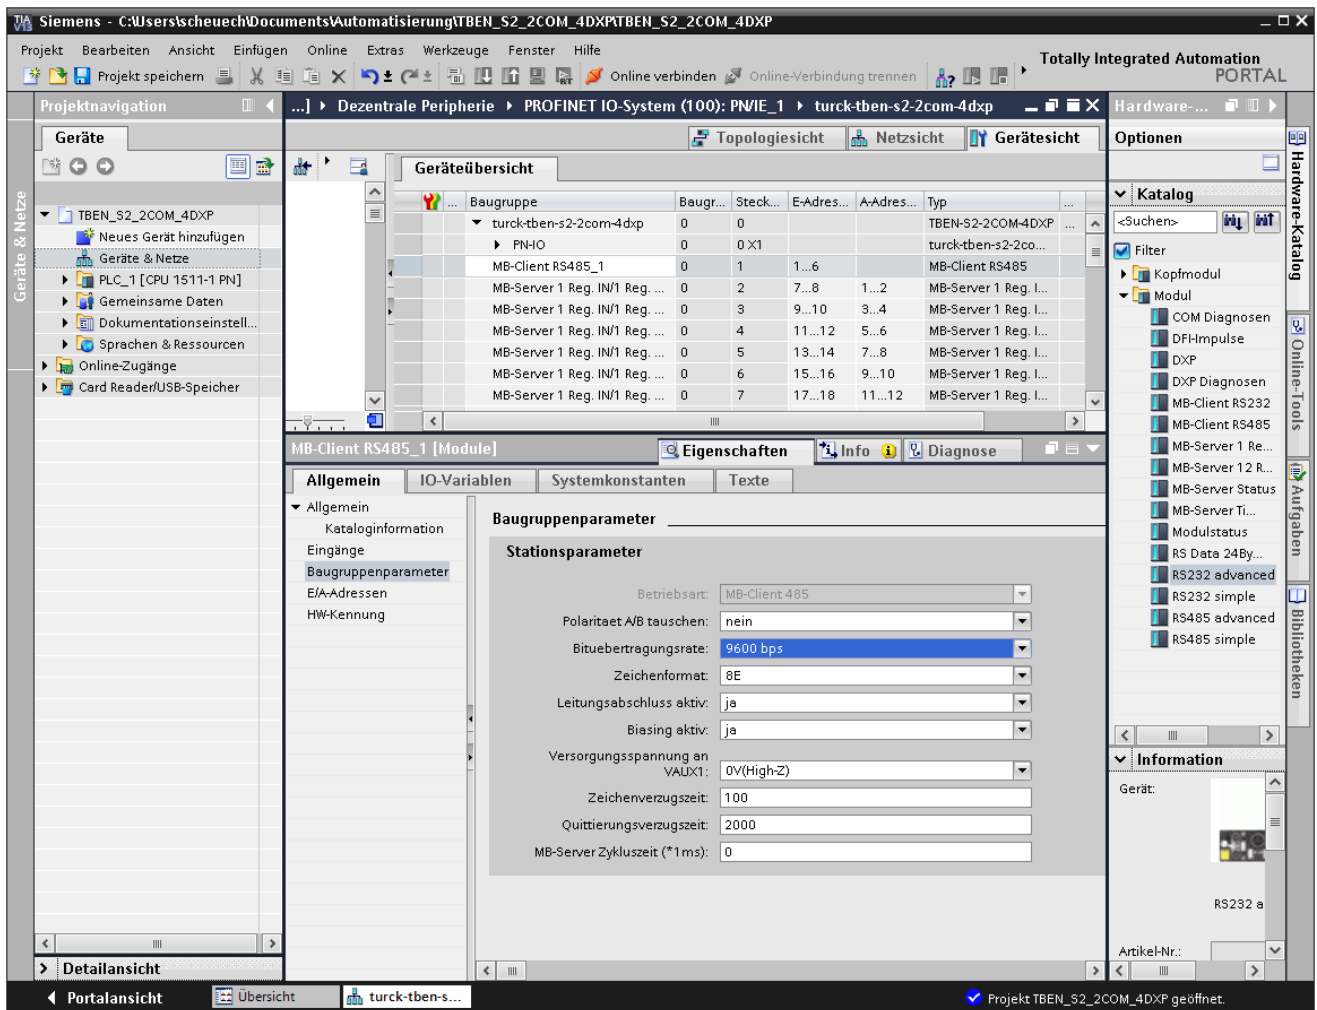 Siemens - C:\Users\scheuech\Documents\Automatisierung\TBEN_S2_2COM_4DXP\TBEN_S2_2COM_4DXP
Projekt Bearbeiten Ansicht Einfügen Online Extras Werkzeuge Fenster Hilfe
Totally Integrated Automation
PORTAL
Projekt speichern Online verbinden Online-Verbindung trennen
Projektnavigation
Geräte
Geräte & Netze
TBEN_S2_2COM_4DXP
Neues Gerät hinzufügen
Geräte & Netze
PLC_1 [CPU 1511-1 PN]
Gemeinsame Daten
Dokumentationseinstell...
Sprachen & Ressourcen
Online-Zugänge
Card Reader/USB-Speicher
Detailansicht
...] Dezentrale Peripherie PROFINET IO-System (100): PN/IE_1 turck-tben-s2-2com-4dxp
Topologiesicht Netzsicht Gerätesicht
Geräteübersicht
... Baugruppe Baugr... Steck... E-Adres... A-Adres... Typ ...
turck-tben-s2-2com-4dxp 0 0 TBEN-S2-2COM-4DXP ...
PN-IO 0 0 X1 turck-tben-s2-2co...
MB-Client RS485_1 0 1 1...6 MB-Client RS485
MB-Server 1 Reg. IN/1 Reg. ... 0 2 7...8 1...2 MB-Server 1 Reg. I...
MB-Server 1 Reg. IN/1 Reg. ... 0 3 9...10 3...4 MB-Server 1 Reg. I...
MB-Server 1 Reg. IN/1 Reg. ... 0 4 11...12 5...6 MB-Server 1 Reg. I...
MB-Server 1 Reg. IN/1 Reg. ... 0 5 13...14 7...8 MB-Server 1 Reg. I...
MB-Server 1 Reg. IN/1 Reg. ... 0 6 15...16 9...10 MB-Server 1 Reg. I...
MB-Server 1 Reg. IN/1 Reg. ... 0 7 17...18 11...12 MB-Server 1 Reg. I...
MB-Client RS485_1 [Module]
Eigenschaften Info Diagnose
Allgemein IO-Variablen Systemkonstanten Texte
Allgemein
Kataloginformation
Eingänge
Baugruppenparameter
E/A-Adressen
HW-Kennung
Baugruppenparameter
Stationsparameter
Betriebsart: MB-Client 485
Polaritaet A/B tauschen: nein
Bituebertragungsrate: 9600 bps
Zeichenformat: 8E
Leitungsabschluss aktiv: ja
Biasing aktiv: ja
Versorgungsspannung an
VAUX1: 0V(High-Z)
Zeichenverzugszeit: 100
Quittierungsverzugszeit: 2000
MB-Server Zykluszeit (*1ms): 0
Hardware-...
Optionen
Katalog
<Suchen>
Filter
Kopfmodul
Modul
COM Diagnosen
DFI-Impulse
DXP
DXP Diagnosen
MB-Client RS232
MB-Client RS485
MB-Server 1 Re...
MB-Server 12 R...
MB-Server Status
MB-Server Ti...
Modulstatus
RS Data 24By...
RS232 advanced
RS232 simple
RS485 advanced
RS485 simple
Information
Gerät:
RS232 a
Artikel-Nr.:
Hardware-Katalog
Online-Tools
Aufgaben
Bibliotheken
Portalansicht Übersicht turck-tben-s... Projekt TBEN_S2_2COM_4DXP geöffnet.